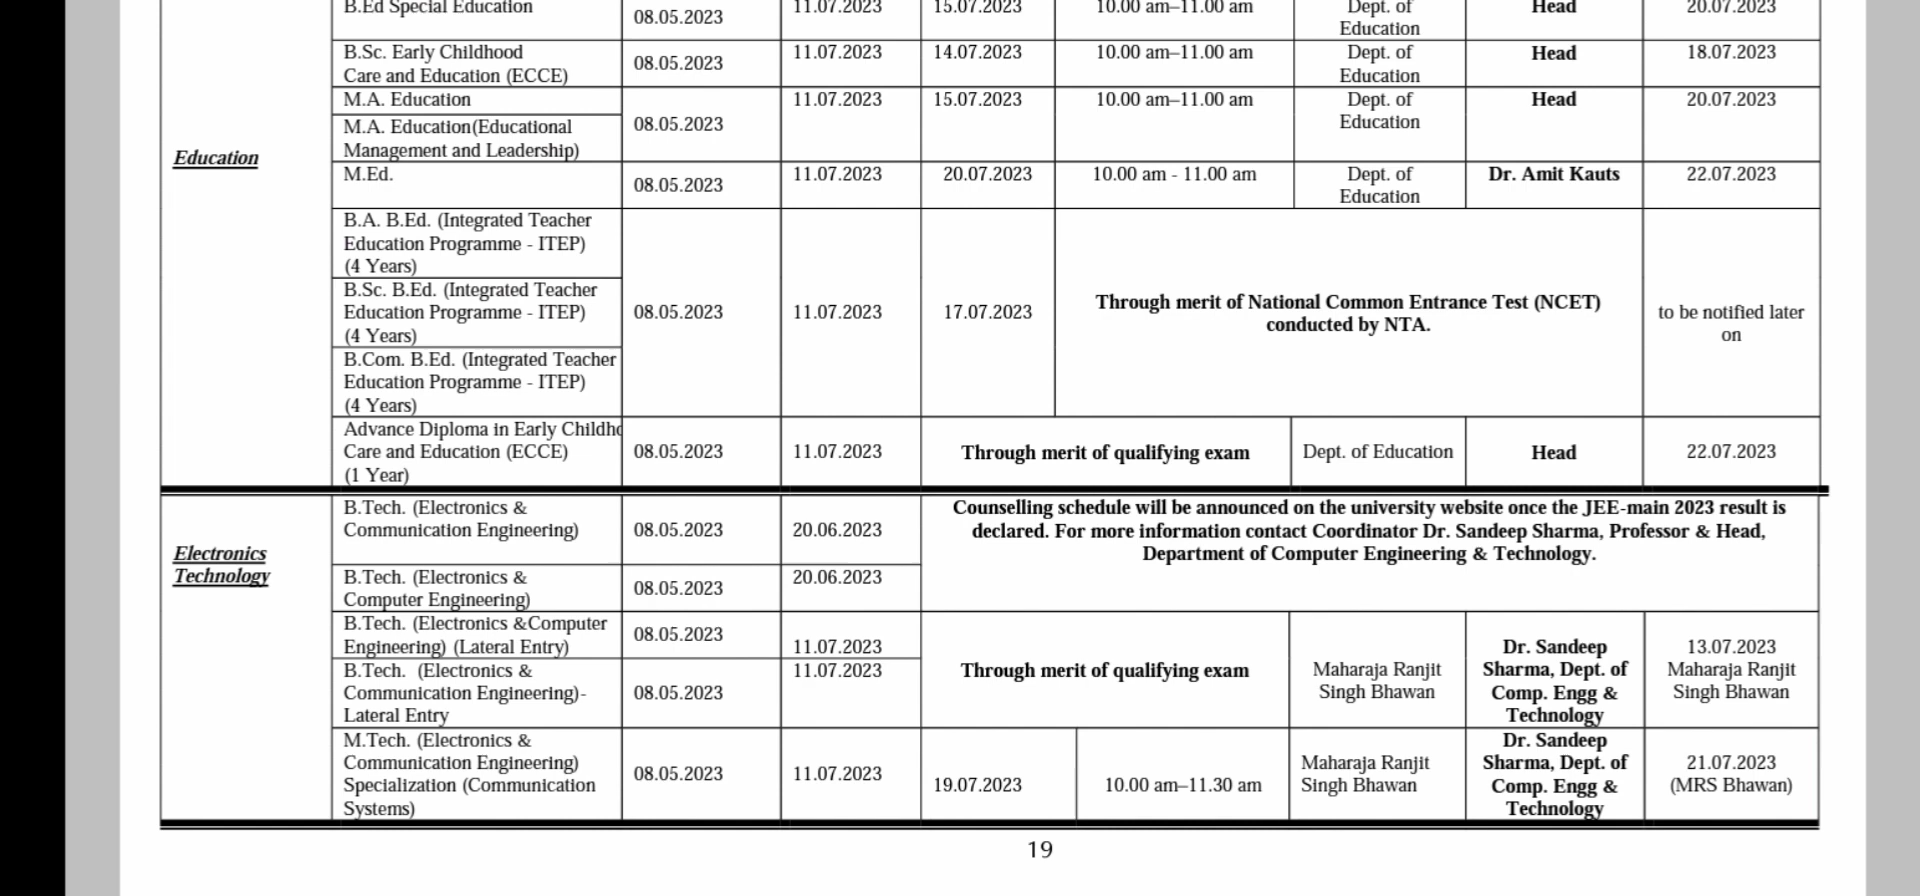 B.Ed Special Education 08.05.2023 11.07.2023 15.07.2023 10.00 am–11.00 am Dept. of Education Head 20.07.2023
Education
B.Sc. Early Childhood
Care and Education (ECCE) 08.05.2023 11.07.2023 14.07.2023 10.00 am–11.00 am Dept. of
Education Head 18.07.2023
M.A. Education
M.A. Education(Educational
Management and Leadership) 08.05.2023 11.07.2023 15.07.2023 10.00 am–11.00 am Dept. of
Education Head 20.07.2023
M.Ed. 08.05.2023 11.07.2023 20.07.2023 10.00 am - 11.00 am Dept. of
Education Dr. Amit Kauts 22.07.2023
B.A. B.Ed. (Integrated Teacher
Education Programme - ITEP)
(4 Years)
B.Sc. B.Ed. (Integrated Teacher
Education Programme - ITEP)
(4 Years)
B.Com. B.Ed. (Integrated Teacher
Education Programme - ITEP)
(4 Years)
08.05.2023 11.07.2023 17.07.2023
Through merit of National Common Entrance Test (NCET)
conducted by NTA.
to be notified later
on
Advance Diploma in Early Childho
Care and Education (ECCE)
(1 Year)
08.05.2023 11.07.2023 Through merit of qualifying exam Dept. of Education Head 22.07.2023
Electronics
Technology
B.Tech. (Electronics &
Communication Engineering) 08.05.2023 20.06.2023
Counselling schedule will be announced on the university website once the JEE-main 2023 result is
declared. For more information contact Coordinator Dr. Sandeep Sharma, Professor & Head,
Department of Computer Engineering & Technology.
B.Tech. (Electronics &
Computer Engineering) 08.05.2023 20.06.2023
B.Tech. (Electronics &Computer
Engineering) (Lateral Entry) 08.05.2023 11.07.2023
B.Tech. (Electronics &
Communication Engineering)-
Lateral Entry 08.05.2023 11.07.2023
Through merit of qualifying exam
Maharaja Ranjit
Singh Bhawan
Dr. Sandeep
Sharma, Dept. of
Comp. Engg &
Technology
13.07.2023
Maharaja Ranjit
Singh Bhawan
M.Tech. (Electronics &
Communication Engineering)
Specialization (Communication
Systems)
08.05.2023 11.07.2023 19.07.2023 10.00 am–11.30 am
Maharaja Ranjit
Singh Bhawan
Dr. Sandeep
Sharma, Dept. of
Comp. Engg &
Technology
21.07.2023
(MRS Bhawan)
19